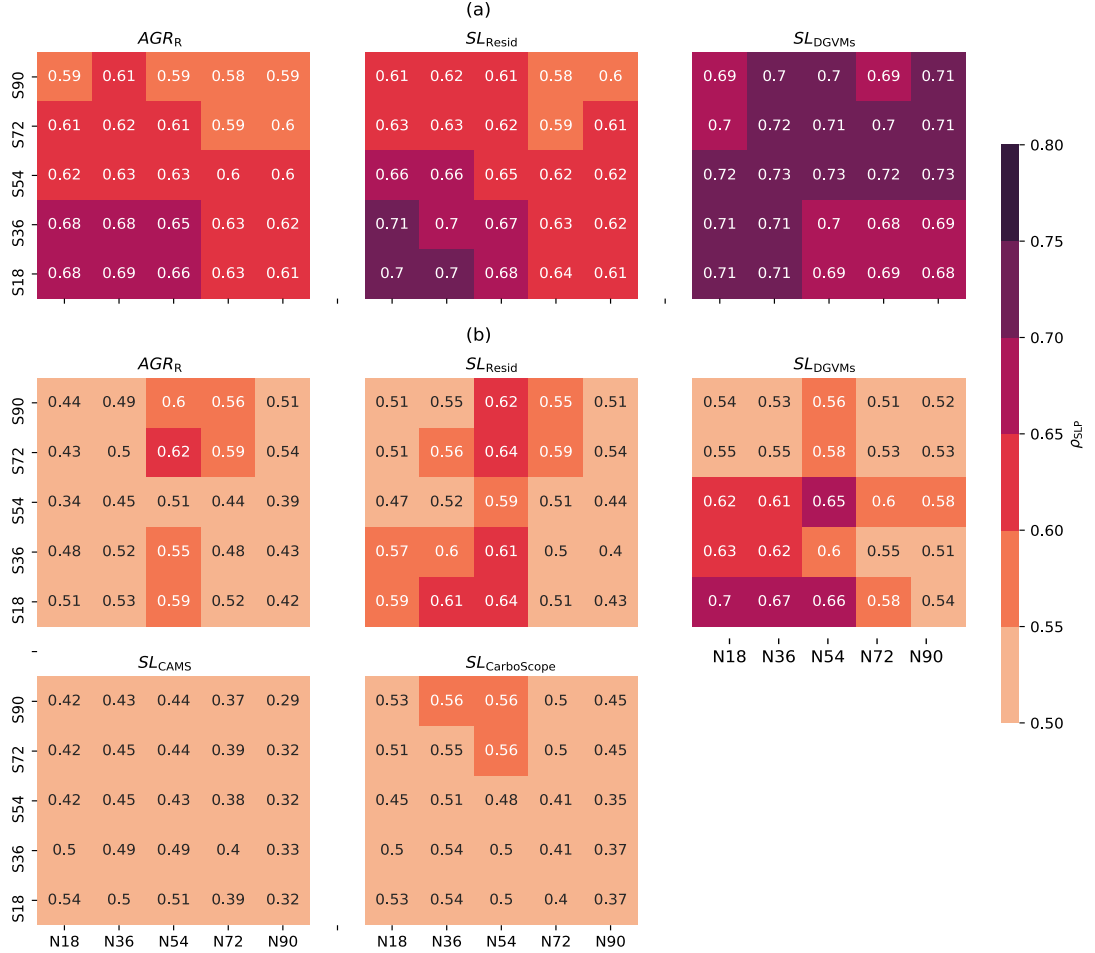 (a)
AGR_R SL_Resid SL_DGVMs
S90 0.59 0.61 0.59 0.58 0.59 0.61 0.62 0.61 0.58 0.6 0.69 0.7 0.7 0.69 0.71
S72 0.61 0.62 0.61 0.59 0.6 0.63 0.63 0.62 0.59 0.61 0.7 0.72 0.71 0.7 0.71
S54 0.62 0.63 0.63 0.6 0.6 0.66 0.66 0.65 0.62 0.62 0.72 0.73 0.73 0.72 0.73
S36 0.68 0.68 0.65 0.63 0.62 0.71 0.7 0.67 0.63 0.62 0.71 0.71 0.7 0.68 0.69
S18 0.68 0.69 0.66 0.63 0.61 0.7 0.7 0.68 0.64 0.61 0.71 0.71 0.69 0.69 0.68
(b)
AGR_R SL_Resid SL_DGVMs
S90 0.44 0.49 0.6 0.56 0.51 0.51 0.55 0.62 0.55 0.51 0.54 0.53 0.56 0.51 0.52
S72 0.43 0.5 0.62 0.59 0.54 0.51 0.56 0.64 0.59 0.54 0.55 0.55 0.58 0.53 0.53
S54 0.34 0.45 0.51 0.44 0.39 0.47 0.52 0.59 0.51 0.44 0.62 0.61 0.65 0.6 0.58
S36 0.48 0.52 0.55 0.48 0.43 0.57 0.6 0.61 0.5 0.4 0.63 0.62 0.6 0.55 0.51
S18 0.51 0.53 0.59 0.52 0.42 0.59 0.61 0.64 0.51 0.43 0.7 0.67 0.66 0.58 0.54
N18 N36 N54 N72 N90
SL_CAMS SL_CarboScope
S90 0.42 0.43 0.44 0.37 0.29 0.53 0.56 0.56 0.5 0.45
S72 0.42 0.45 0.44 0.39 0.32 0.51 0.55 0.56 0.5 0.45
S54 0.42 0.45 0.43 0.38 0.32 0.45 0.51 0.48 0.41 0.35
S36 0.5 0.49 0.49 0.4 0.33 0.5 0.54 0.5 0.41 0.37
S18 0.54 0.5 0.51 0.39 0.32 0.53 0.54 0.5 0.4 0.37
N18 N36 N54 N72 N90 N18 N36 N54 N72 N90
0.80
0.75
0.70
0.65
0.60
0.55
0.50
ρ_SLP